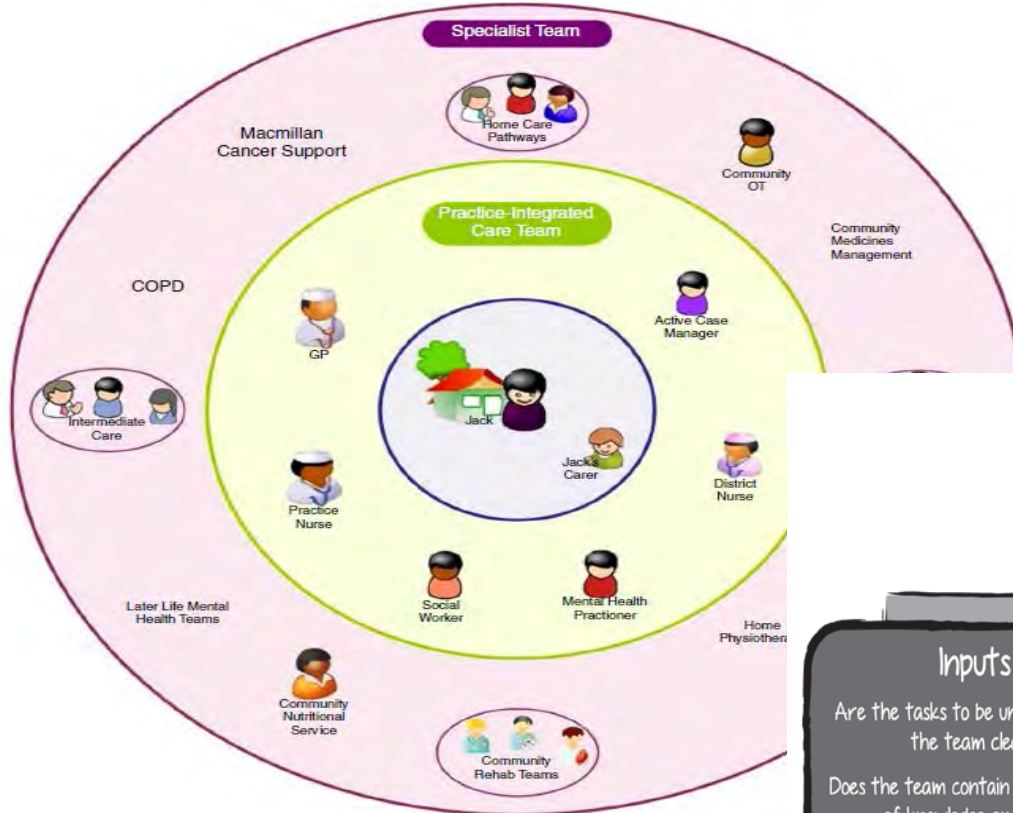 Specialist Team
Home Care
Pathways
Macmillan
Cancer Support
Community
OT
Practice-Integrated
Care Team
Community
Medicines
Management
COPD
GP
Active Case
Manager
Jack
Intermediate
Care
Jack's
Carer
District
Nurse
Practice
Nurse
Social
Worker
Mental Health
Practioner
Later Life Mental
Health Teams
Home
Community
Nutritional
Service
Community
Rehab Teams
Inputs
Are the tasks to be
the team
Does the team contain
of knowledge